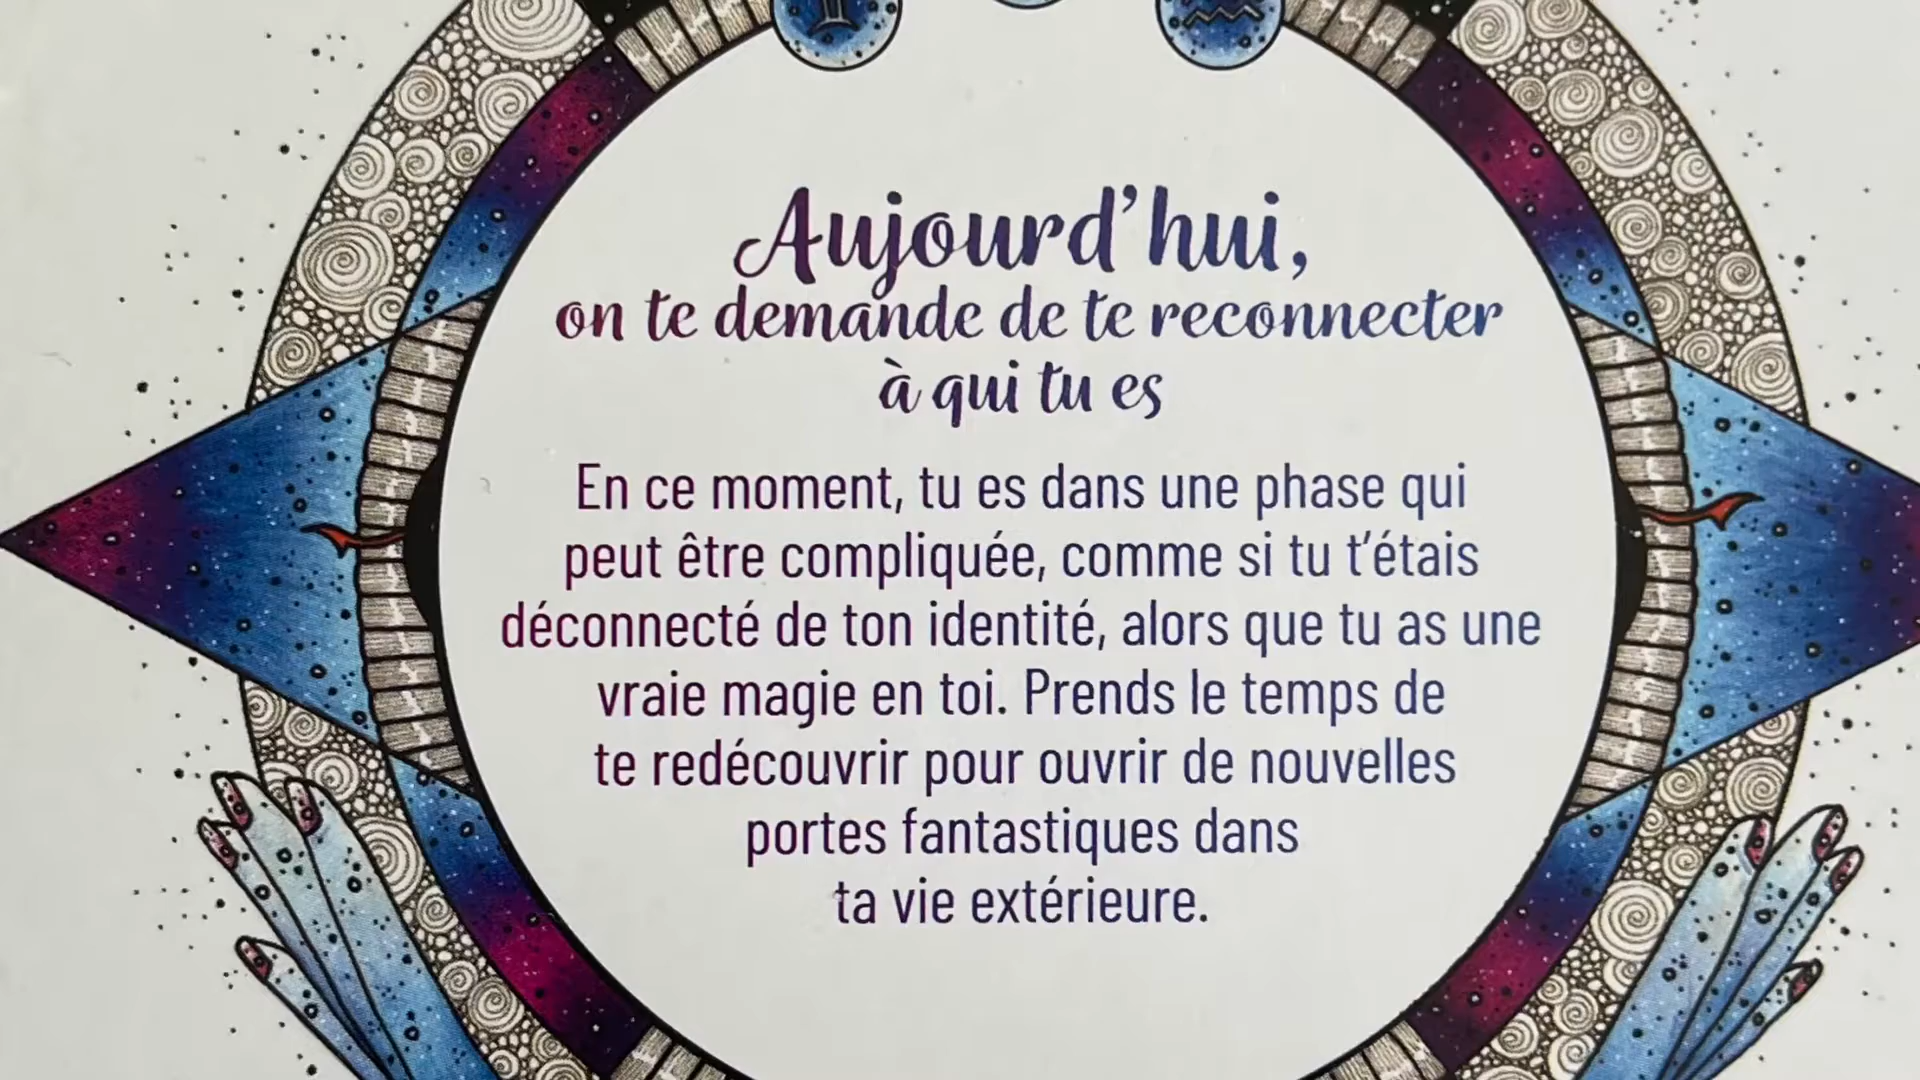 Aujourd'hui,
on te demande de te reconnecter
à qui tu es
En ce moment, tu es dans une phase qui
peut être compliquée, comme si tu t'étais
déconnecté de ton identité, alors que tu as une
vraie magie en toi. Prends le temps de
te redécouvrir pour ouvrir de nouvelles
portes fantastiques dans
ta vie extérieure.